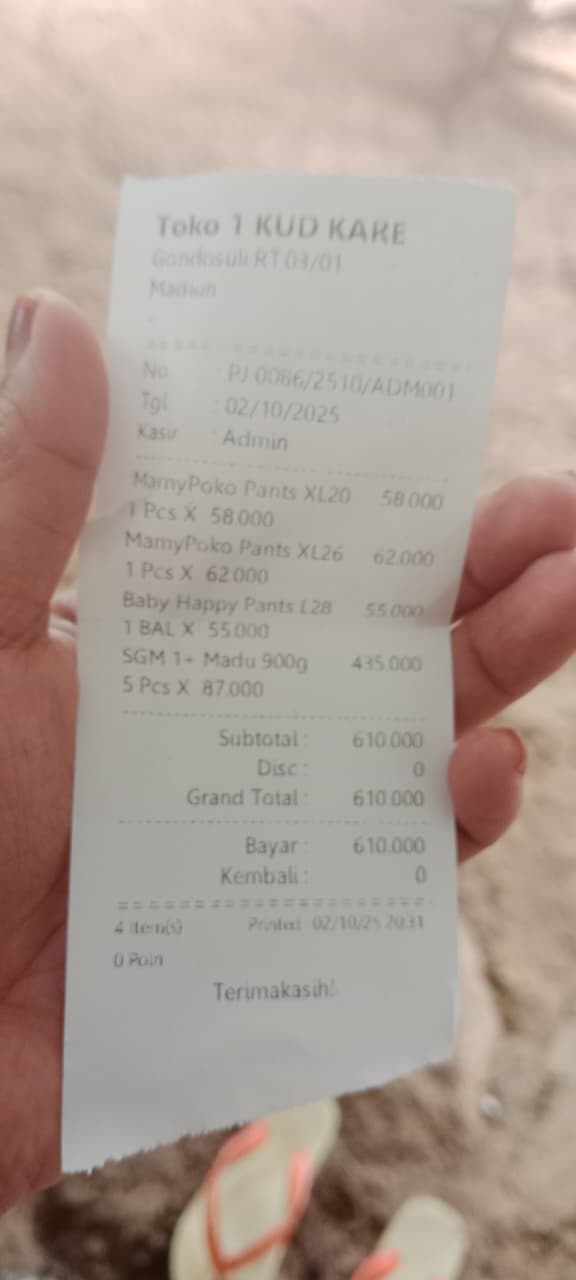 Toko 1 KUD KARE
Gondosuli RT 03/01
Madiun
.
No : PJ 0086/2510/ADM001
Tgl : 02/10/2025
Kasir : Admin
MamyPoko Pants XL20 58.000
1 Pcs X 58.000
MamyPoko Pants XL26 62.000
1 Pcs X 62.000
Baby Happy Pants L28 55.000
1 BAL X 55.000
SGM 1+ Madu 900g 435.000
5 Pcs X 87.000
Subtotal : 610.000
Disc : 0
Grand Total : 610.000
Bayar : 610.000
Kembali : 0
4 Item(s) Printed 02/10/25 20:31
0 Poin
Terimakasih!